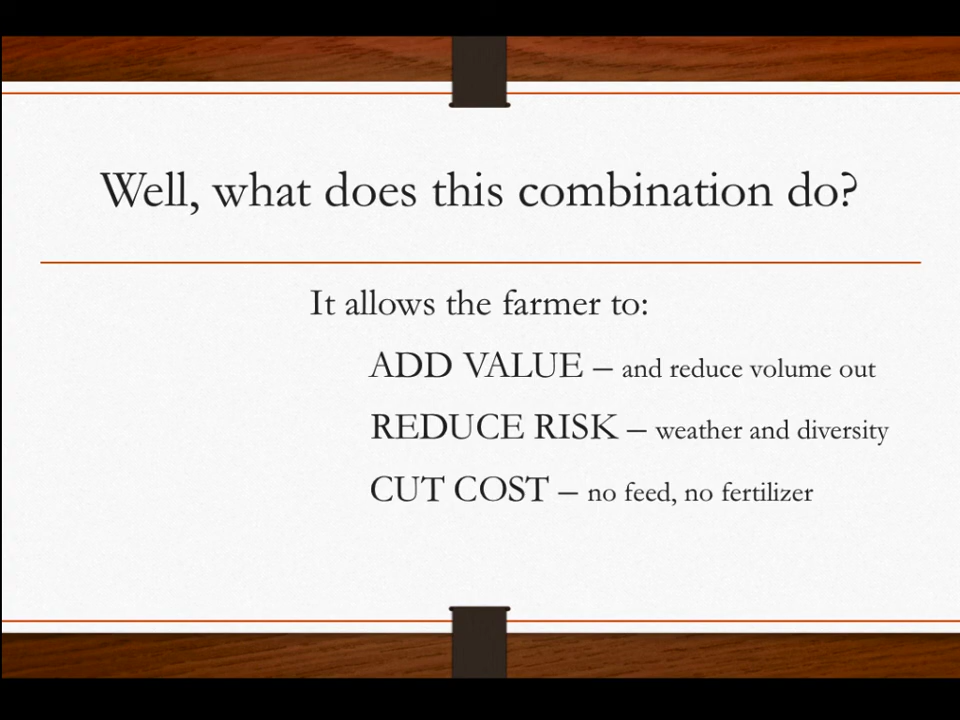 Well, what does this combination do?
It allows the farmer to:
ADD VALUE – and reduce volume out
REDUCE RISK – weather and diversity
CUT COST – no feed, no fertilizer